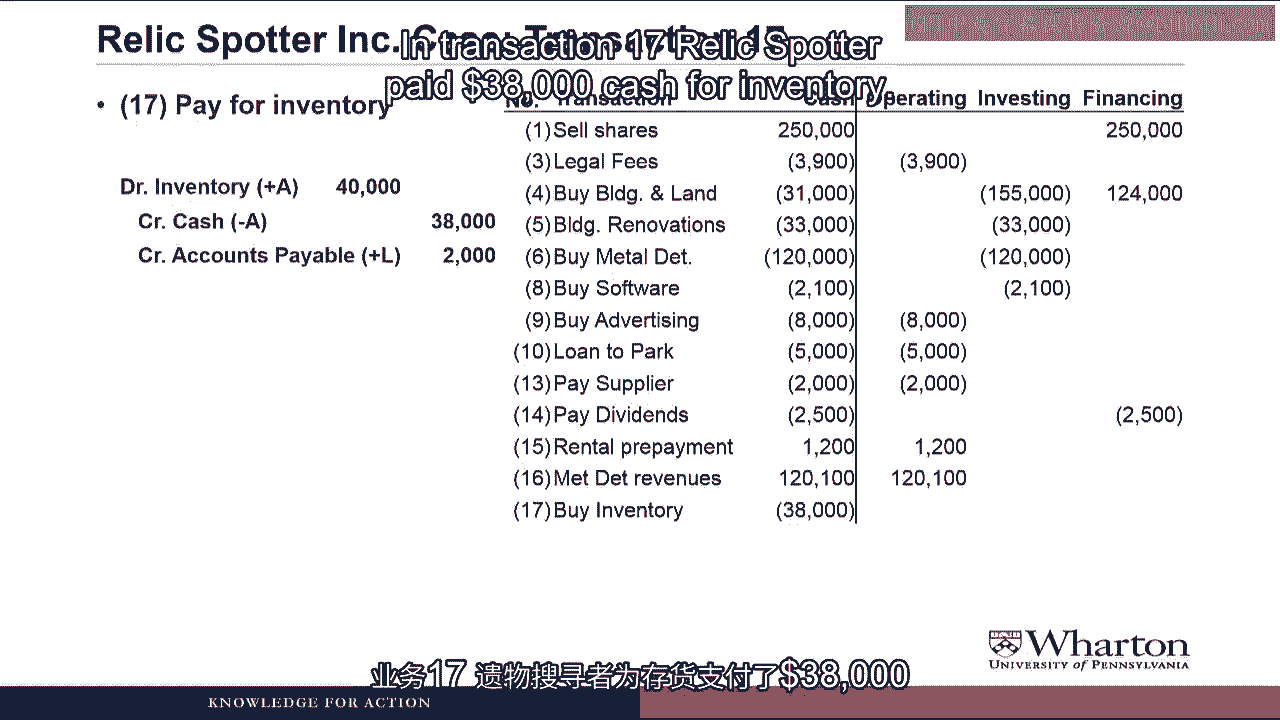 Relic Spotter Inc.
In transaction 17 Relic Spotter
paid $38,000 cash for inventory.
• (17) Pay for inventory
No. Transaction Cash Operating Investing Financing
(1) Sell shares 250,000 250,000
(3) Legal Fees (3,900) (3,900)
Dr. Inventory (+A) 40,000
(4) Buy Bldg. & Land (31,000) (155,000) 124,000
Cr. Cash (-A) 38,000
(5) Bldg. Renovations (33,000) (33,000)
Cr. Accounts Payable (+L) 2,000
(6) Buy Metal Det. (120,000) (120,000)
(8) Buy Software (2,100) (2,100)
(9) Buy Advertising (8,000) (8,000)
(10) Loan to Park (5,000) (5,000)
(13) Pay Supplier (2,000) (2,000)
(14) Pay Dividends (2,500) (2,500)
(15) Rental prepayment 1,200 1,200
(16) Met Det revenues 120,100 120,100
(17) Buy Inventory (38,000)
Wharton
UNIVERSITY of PENNSYLVANIA
业务17 遗物搜寻者为存货支付了$38,000
KNOWLEDGE FOR ACTION